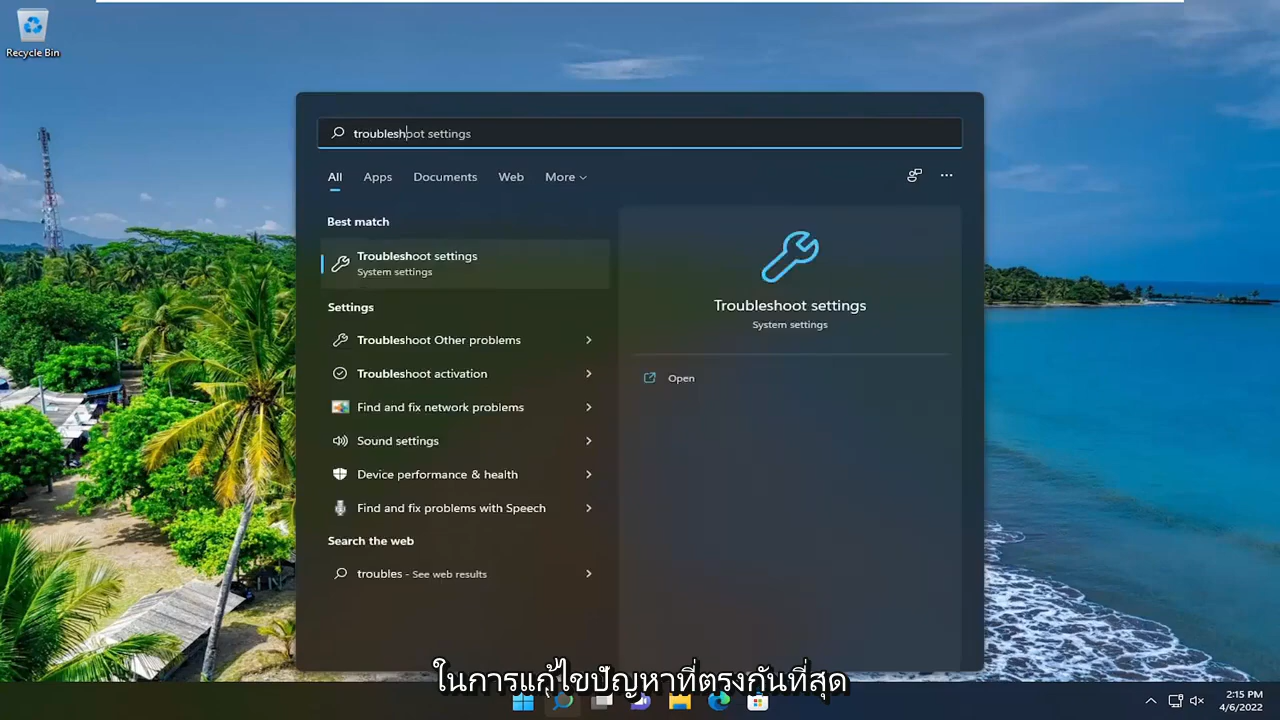 Recycle Bin
troubleshoot settings
All Apps Documents Web More
Best match
Troubleshoot settings
System settings
Settings
Troubleshoot Other problems
Troubleshoot activation
Find and fix network problems
Sound settings
Device performance & health
Find and fix problems with Speech
Search the web
troubles - See web results
Troubleshoot settings
System settings
Open
ในการแก้ไขปัญหาที่ตรงกันที่สุด
2:15 PM
4/6/2022